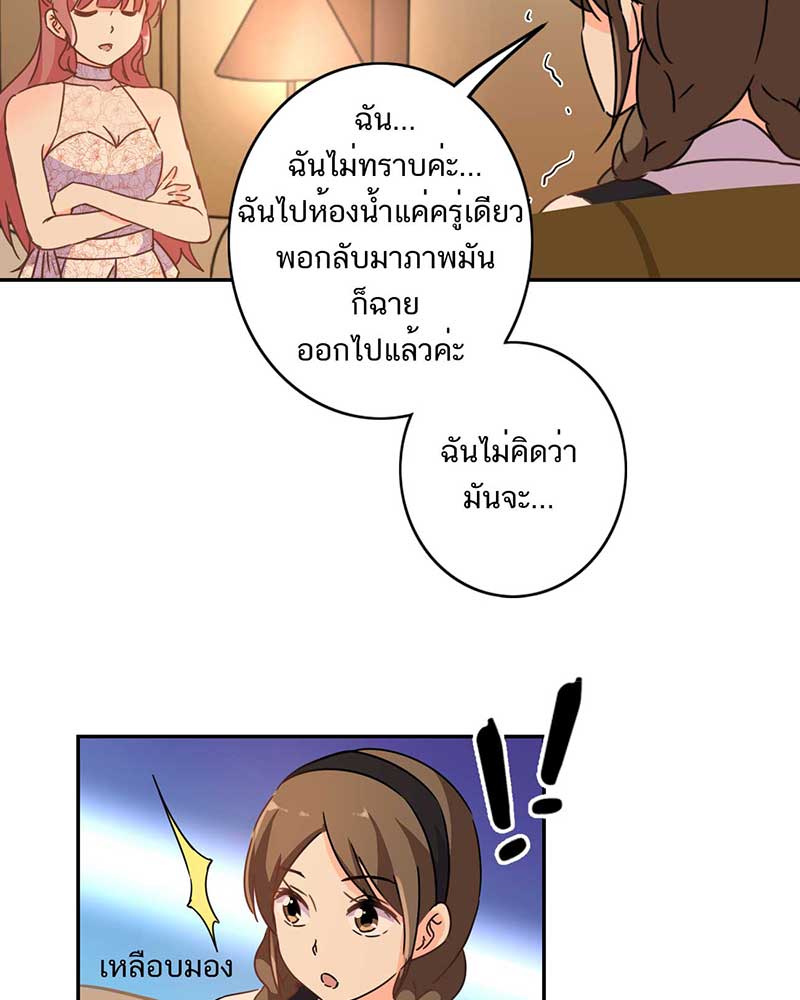 ฉัน...
ฉันไม่ทราบค่ะ...
ฉันไปห้องน้ำแค่ครู่เดียว
พอกลับมาภาพมัน
ก็ฉาย
ออกไปแล้วค่ะ
ฉันไม่คิดว่า
มันจะ...
!!
เหลือบมอง